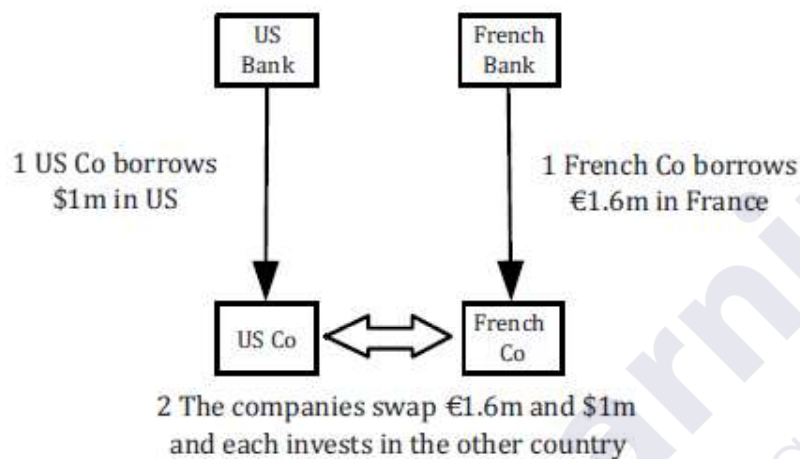 US
Bank
French
Bank
1 US Co borrows
$1m in US
1 French Co borrows
€1.6m in France
US Co
French
Co
2 The companies swap €1.6m and $1m
and each invests in the other country